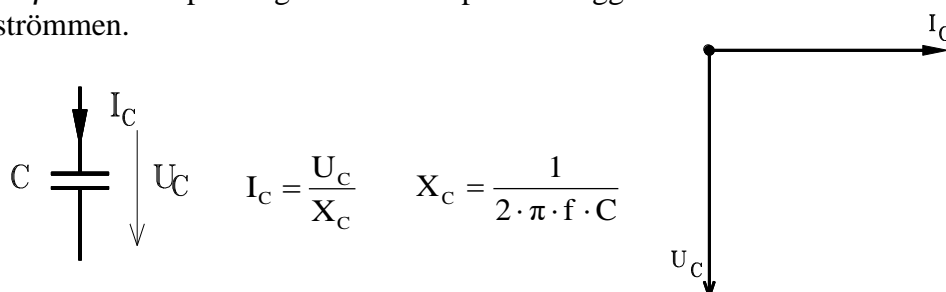 strömmen.
I_C
C
U_C
I_C = U_C / X_C
X_C = 1 / (2 · π · f · C)
I_C
U_C